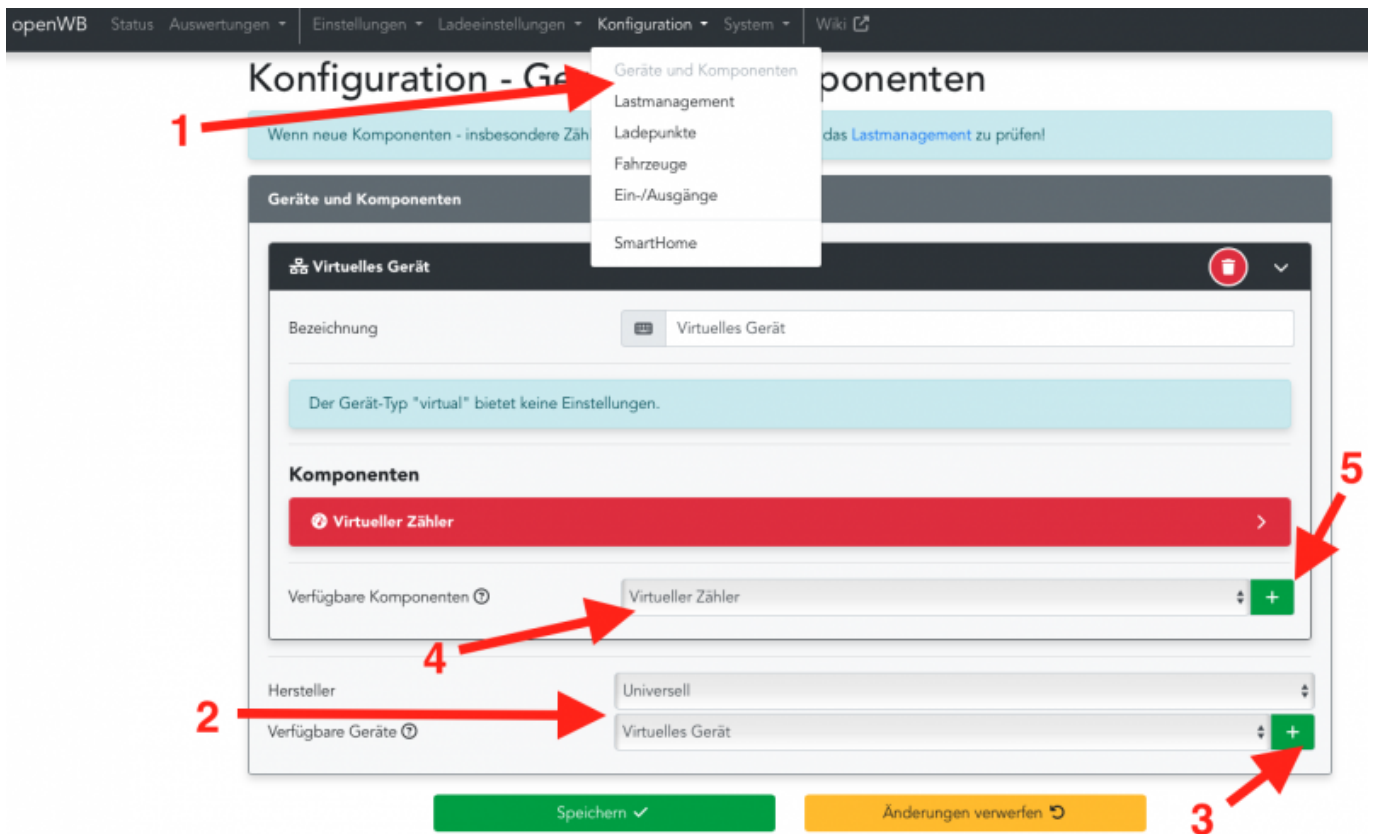 openWB Status Auswertungen Einstellungen Ladeeinstellungen Konfiguration System Wiki
Konfiguration - Ge ponenten
Geräte und Komponenten
Lastmanagement
Ladepunkte
Fahrzeuge
Ein-/Ausgänge
SmartHome
1
Wenn neue Komponenten - insbesondere Zäh das Lastmanagement zu prüfen!
Geräte und Komponenten
Virtuelles Gerät
Bezeichnung Virtuelles Gerät
Der Gerät-Typ "virtual" bietet keine Einstellungen.
Komponenten
5
Virtueller Zähler
Verfügbare Komponenten Virtueller Zähler +
4
Hersteller Universell
2
Verfügbare Geräte Virtuelles Gerät +
3
Speichern Änderungen verwerfen